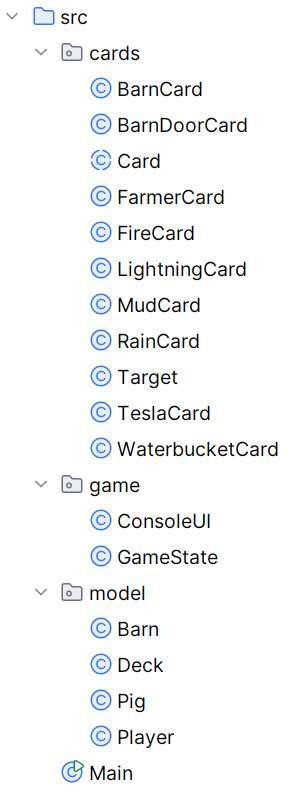 src
cards
BarnCard
BarnDoorCard
Card
FarmerCard
FireCard
LightningCard
MudCard
RainCard
Target
TeslaCard
WaterbucketCard
game
ConsoleUI
GameState
model
Barn
Deck
Pig
Player
Main